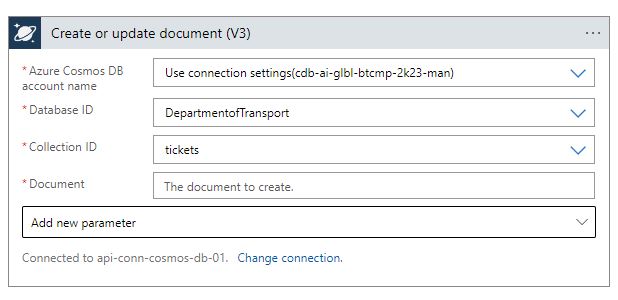 Create or update document (V3)
* Azure Cosmos DB account name
Use connection settings(cdb-ai-glbl-btcmp-2k23-man)
* Database ID
DepartmentofTransport
* Collection ID
tickets
* Document
The document to create.
Add new parameter
Connected to api-conn-cosmos-db-01. Change connection.